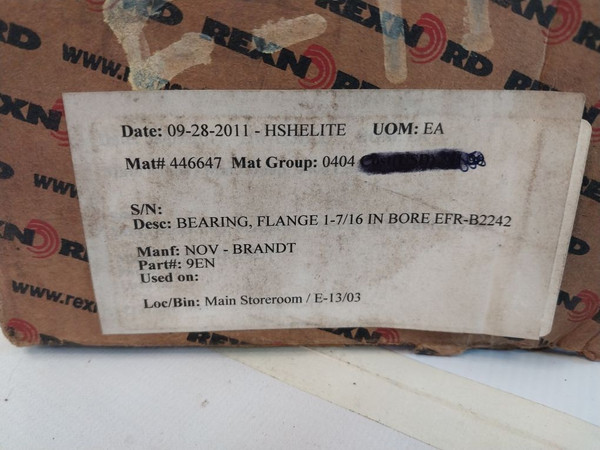 REXNORD REXNORD
www.
Date: 09-28-2011 - HSHELITE UOM: EA
Mat# 446647 Mat Group: 0404
S/N:
Desc: BEARING, FLANGE 1-7/16 IN BORE EFR-B2242
Manf: NOV - BRANDT
Part#: 9EN
Used on:
Loc/Bin: Main Storeroom / E-13/03
www.rexn